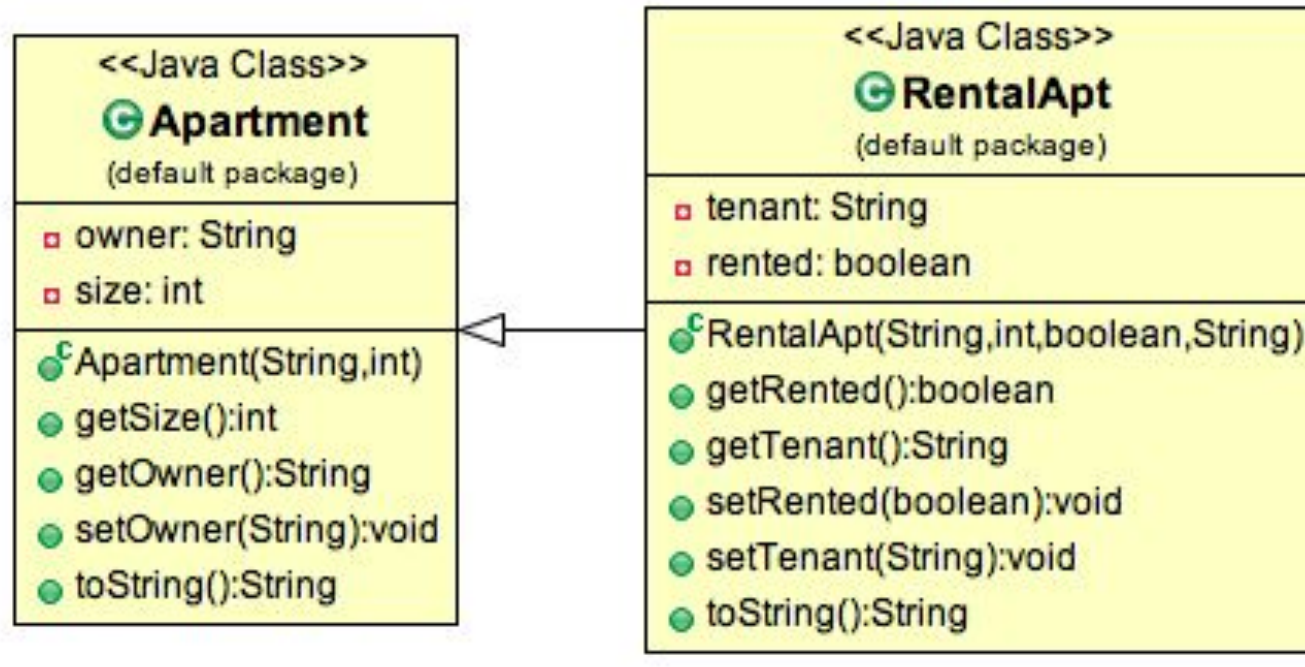 <<Java Class>>
Apartment
(default package)
owner: String
size: int
Apartment(String,int)
getSize():int
getOwner():String
setOwner(String):void
toString():String
<<Java Class>>
RentalApt
(default package)
tenant: String
rented: boolean
RentalApt(String,int,boolean,String)
getRented():boolean
getTenant():String
setRented(boolean):void
setTenant(String):void
toString():String